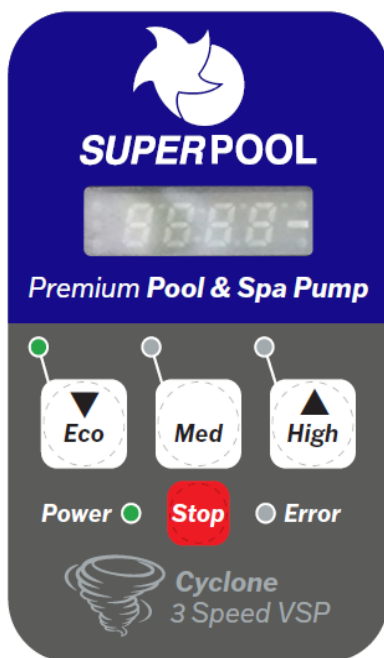 SUPERPOOL
Premium Pool & Spa Pump
Eco Med High
Power Stop Error
Cyclone
3 Speed VSP